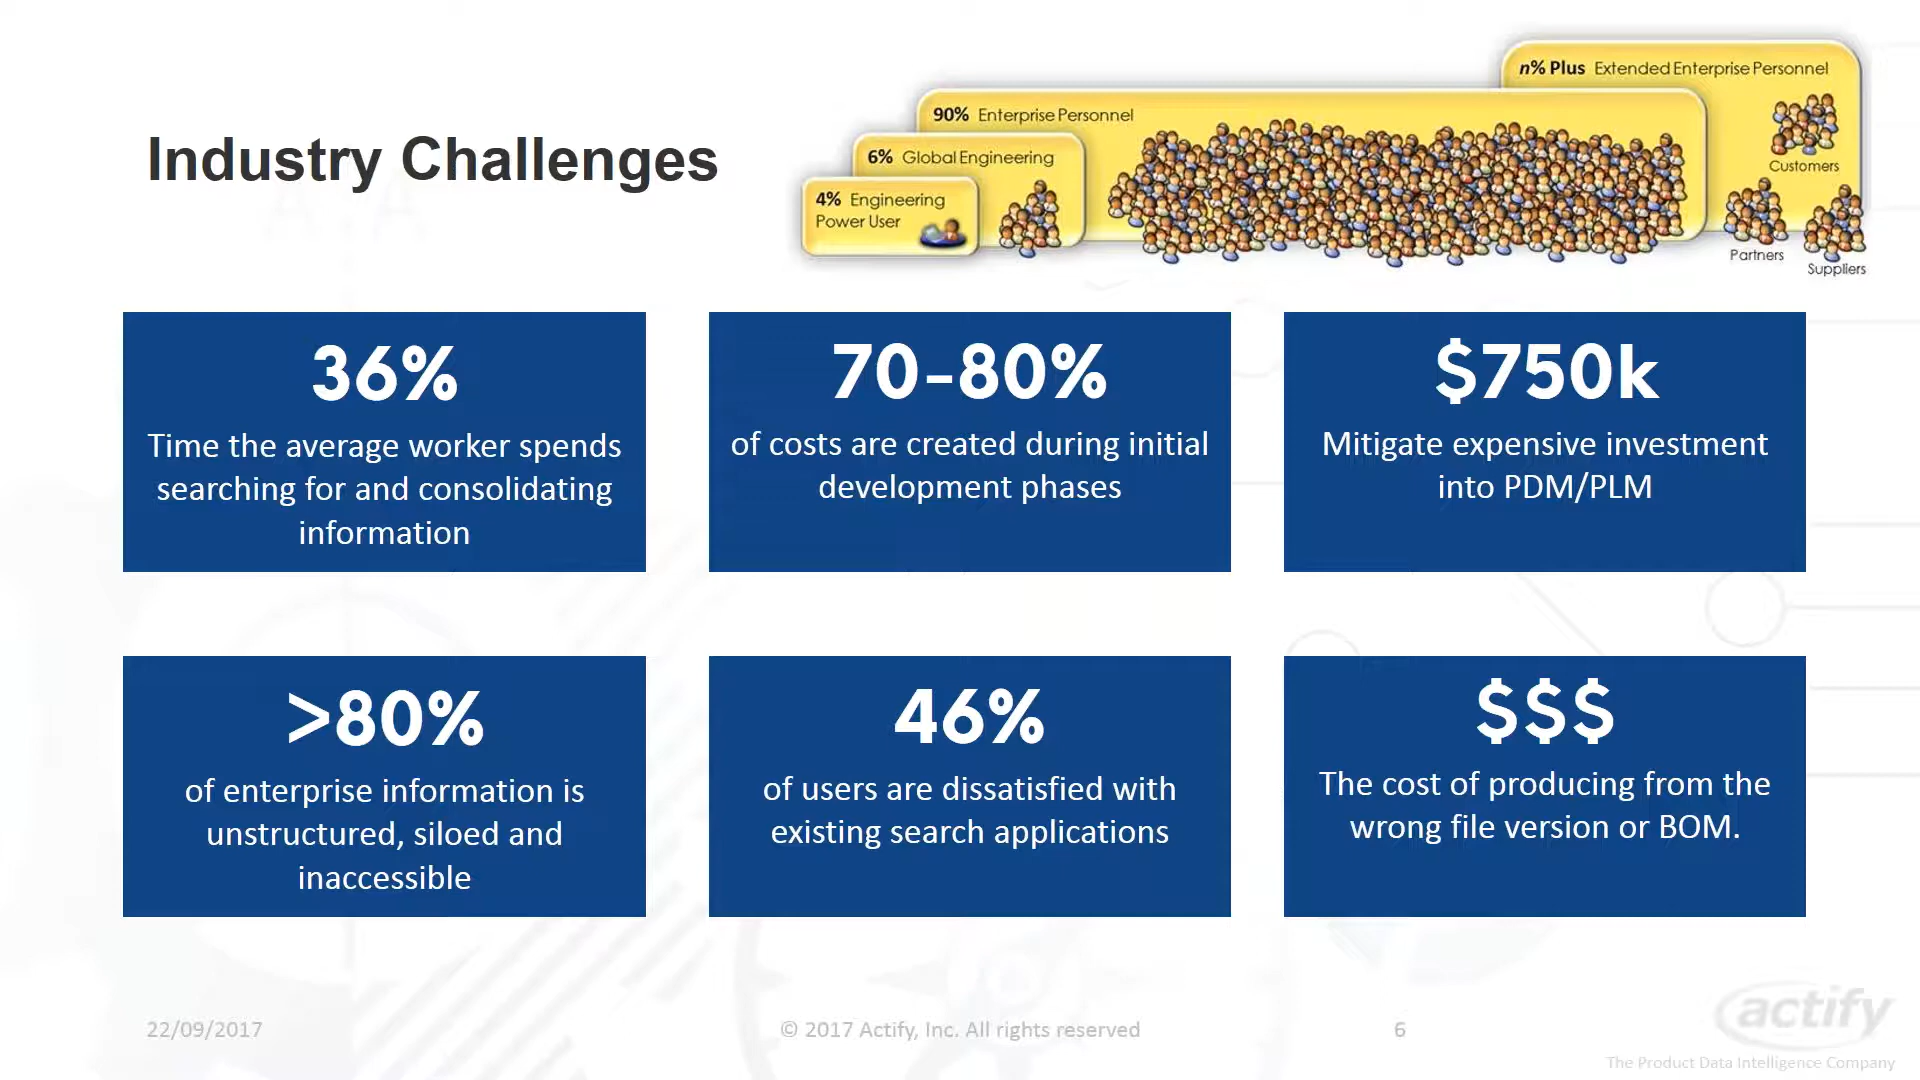 Industry Challenges
n% Plus Extended Enterprise Personnel
90% Enterprise Personnel
6% Global Engineering
4% Engineering
Power User
Customers
Partners
Suppliers
36%
Time the average worker spends
searching for and consolidating
information
70-80%
of costs are created during initial
development phases
$750k
Mitigate expensive investment
into PDM/PLM
>80%
of enterprise information is
unstructured, siloed and
inaccessible
46%
of users are dissatisfied with
existing search applications
$$$
The cost of producing from the
wrong file version or BOM.
22/09/2017
© 2017 Actify, Inc. All rights reserved
6
actify
The Product Data Intelligence Company